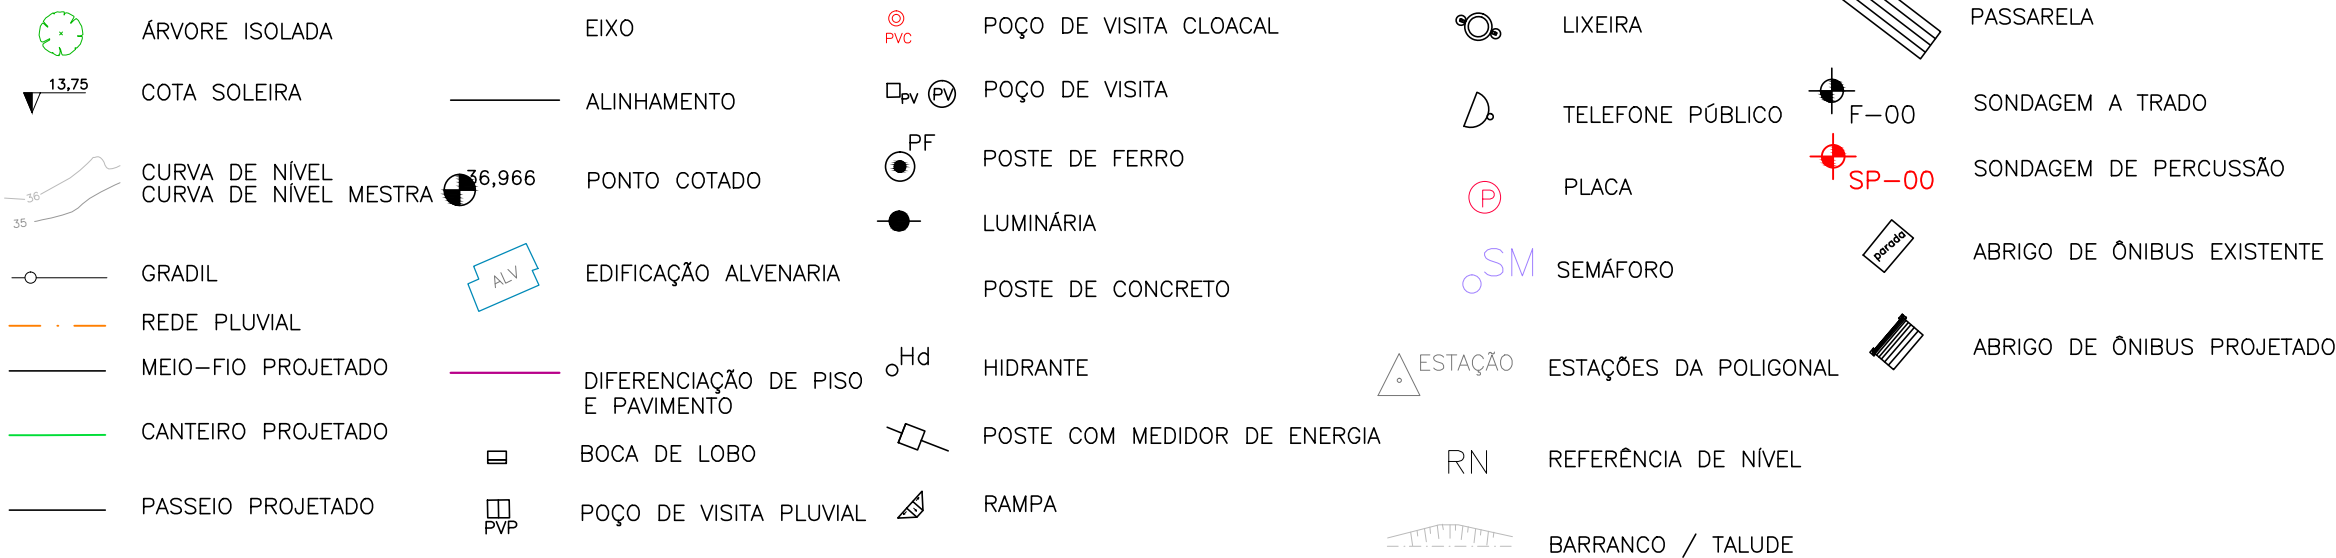 ÁRVORE ISOLADA
13,75
COTA SOLEIRA
CURVA DE NÍVEL
36
CURVA DE NÍVEL MESTRA
35
GRADIL
REDE PLUVIAL
MEIO-FIO PROJETADO
CANTEIRO PROJETADO
PASSEIO PROJETADO
EIXO
ALINHAMENTO
36,966
PONTO COTADO
ALV
EDIFICAÇÃO ALVENARIA
DIFERENCIAÇÃO DE PISO
E PAVIMENTO
BOCA DE LOBO
PVP
POÇO DE VISITA PLUVIAL
PVC
POÇO DE VISITA CLOACAL
PV PV
POÇO DE VISITA
PF
POSTE DE FERRO
LUMINÁRIA
POSTE DE CONCRETO
Hd
HIDRANTE
POSTE COM MEDIDOR DE ENERGIA
RAMPA
LIXEIRA
TELEFONE PÚBLICO
P
PLACA
SM
SEMÁFORO
ESTAÇÃO
ESTAÇÕES DA POLIGONAL
RN
REFERÊNCIA DE NÍVEL
BARRANCO / TALUDE
PASSARELA
F-00
SONDAGEM A TRADO
SP-00
SONDAGEM DE PERCUSSÃO
parada
ABRIGO DE ÔNIBUS EXISTENTE
ABRIGO DE ÔNIBUS PROJETADO